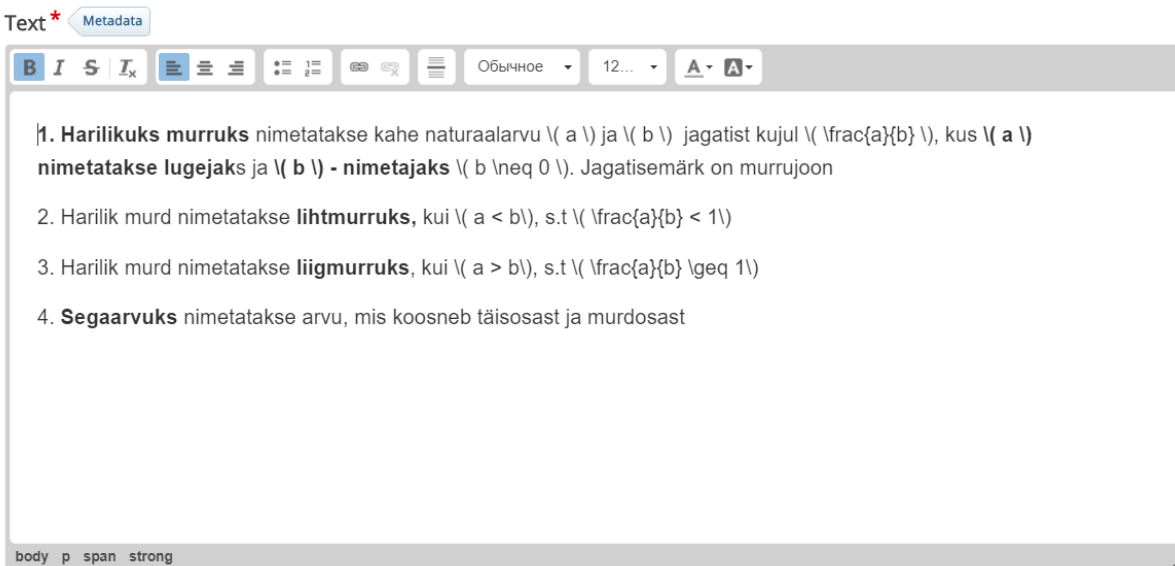 Text * Metadata
B I S Tx Обычное 12... A A
1. Harilikuks murruks nimetatakse kahe naturaalarvu \( a \) ja \( b \) jagatist kujul \( \frac{a}{b} \), kus \( a \)
nimetatakse lugejaks ja \( b \) - nimetajaks \( b \neq 0 \). Jagatisemärk on murrujoon
2. Harilik murd nimetatakse lihtmurruks, kui \( a < b\), s.t \( \frac{a}{b} < 1\)
3. Harilik murd nimetatakse liigmurruks, kui \( a > b\), s.t \( \frac{a}{b} \geq 1\)
4. Segaarvuks nimetatakse arvu, mis koosneb täisosast ja murdosast
body p span strong